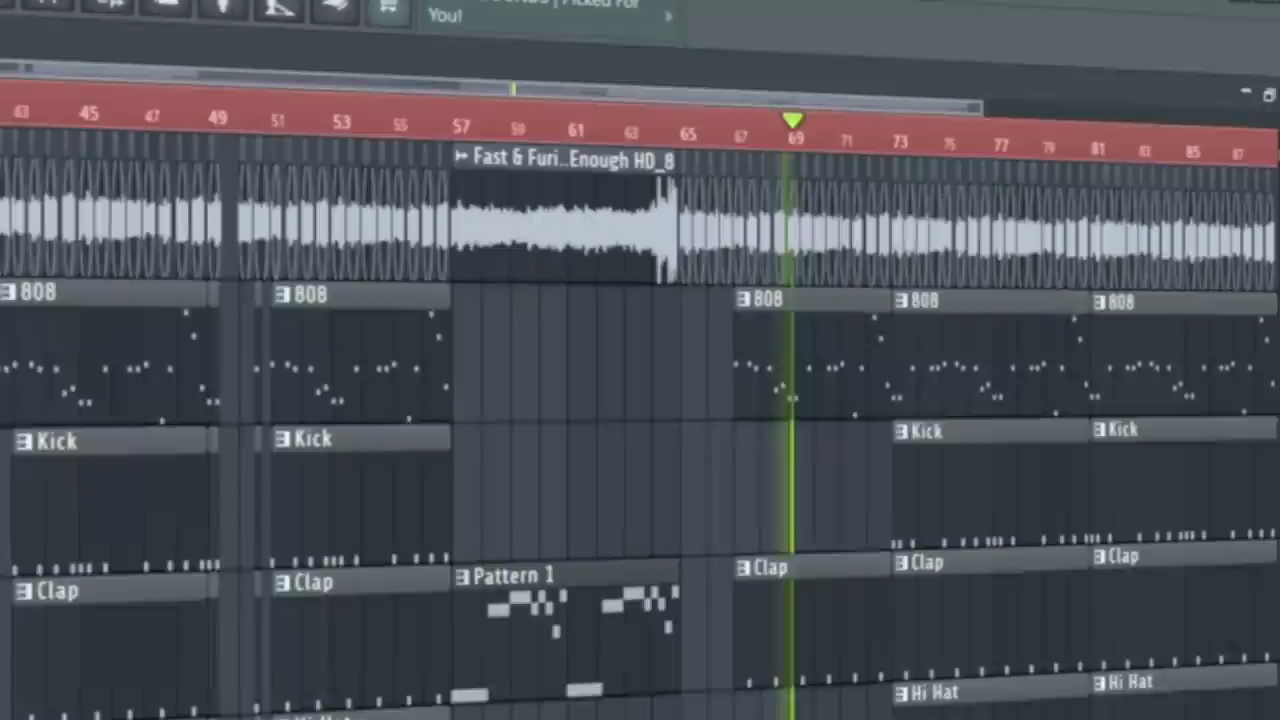 Picked For
You!
43 45 47 49 51 53 55 57 59 61 63 65 67 69 71 73 75 77 79 81 83 85 87
Fast & Furi..Enough HD_8
808 808 808 808 808
Kick Kick Kick Kick
Clap Clap Pattern 1 Clap Clap Clap
Hi Hat Hi Hat